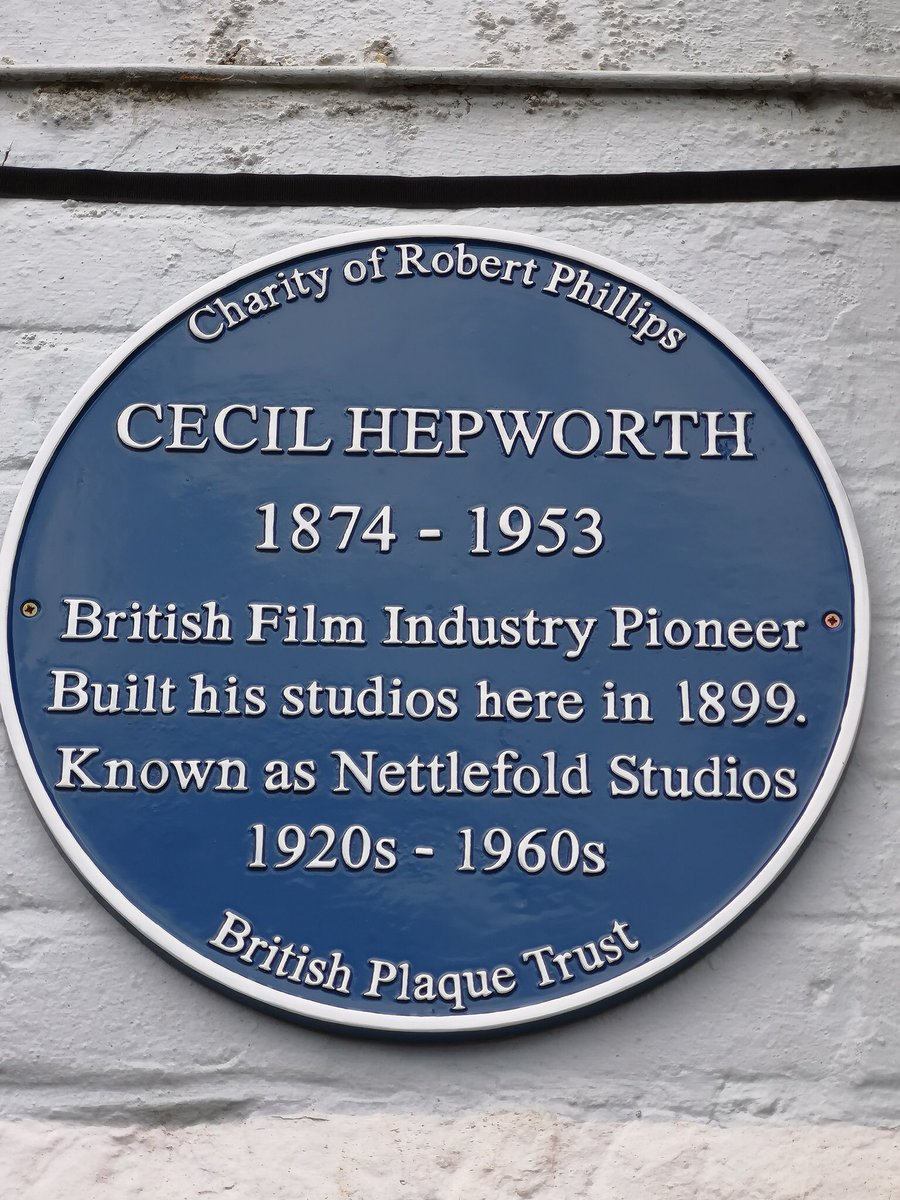 Charity of Robert Phillips
CECIL HEPWORTH
1874 - 1953
British Film Industry Pioneer
Built his studios here in 1899.
Known as Nettlefold Studios
1920s - 1960s
British Plaque Trust